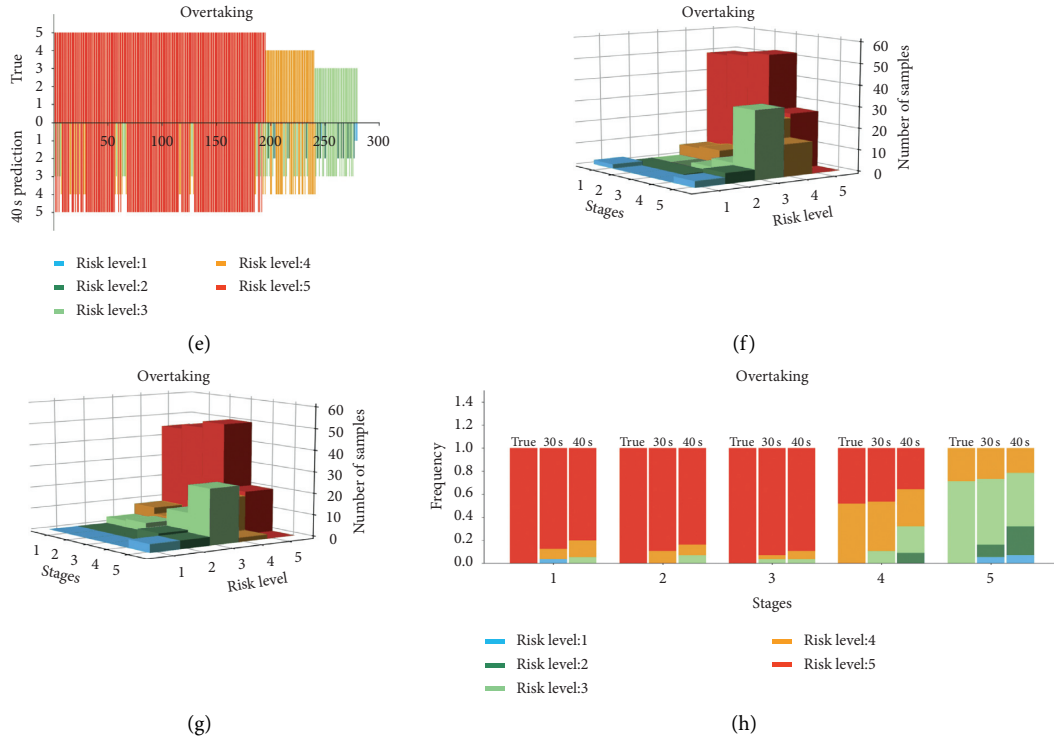 Overtaking
5
4
3
2
1
0
1
2
3
4
5
True
40 s prediction
50
100
150
200
250
300
Risk level:1
Risk level:2
Risk level:3
Risk level:4
Risk level:5
(e)
Overtaking
60
50
40
30
20
10
0
Number of samples
1
2
3
4
5
Stages
1
2
3
4
5
Risk level
(f)
Overtaking
60
50
40
30
20
10
0
Number of samples
1
2
3
4
5
Stages
1
2
3
4
5
Risk level
(g)
Overtaking
1.4
1.2
1.0
0.8
0.6
0.4
0.2
0.0
Frequency
True 30 s 40 s
True 30 s 40 s
True 30 s 40 s
True 30 s 40 s
True 30 s 40 s
1 2 3 4 5
Stages
Risk level:1
Risk level:2
Risk level:3
Risk level:4
Risk level:5
(h)